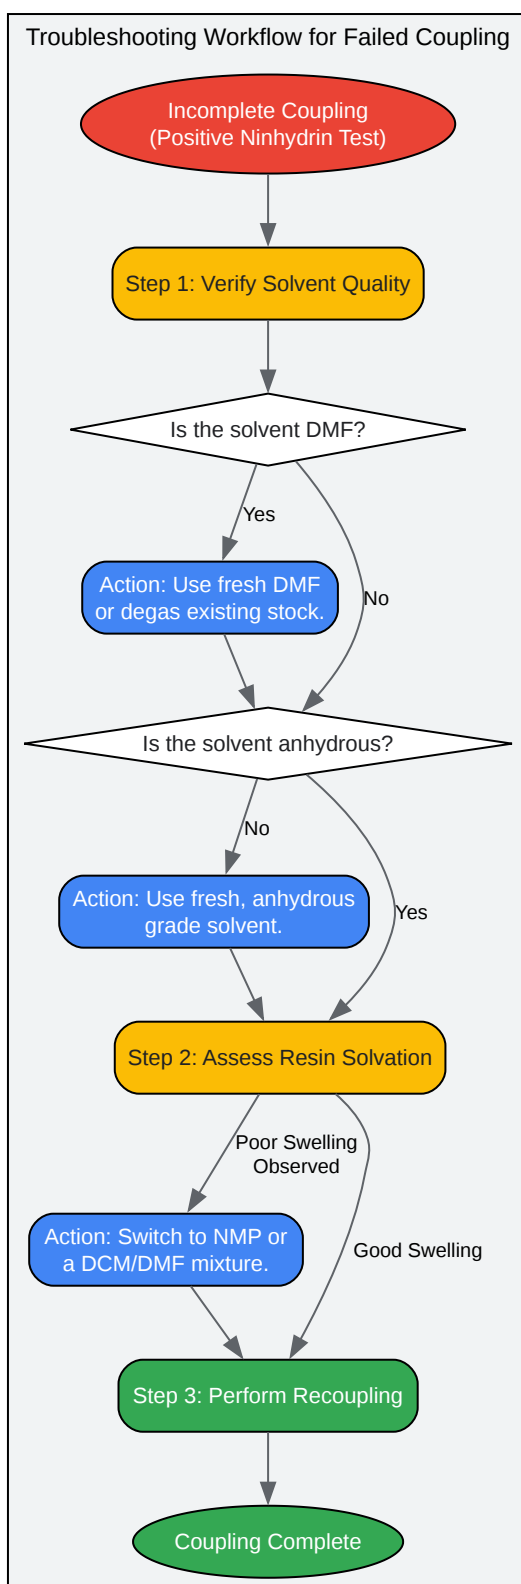 Troubleshooting Workflow for Failed Coupling
Incomplete Coupling
(Positive Ninhydrin Test)
Step 1: Verify Solvent Quality
Is the solvent DMF?
Yes
Action: Use fresh DMF
or degas existing stock.
No
Is the solvent anhydrous?
No
Action: Use fresh, anhydrous
grade solvent.
Yes
Step 2: Assess Resin Solvation
Poor Swelling
Observed
Action: Switch to NMP or
a DCM/DMF mixture.
Good Swelling
Step 3: Perform Recoupling
Coupling Complete